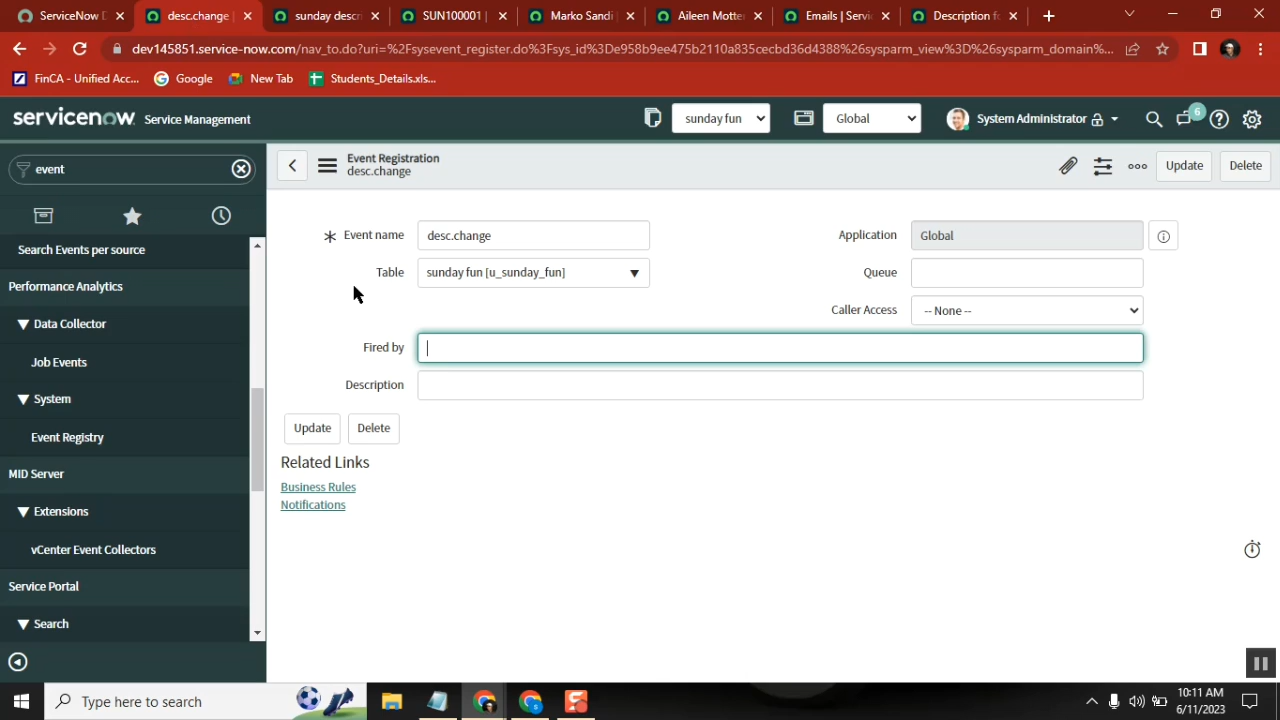 ServiceNow D
desc.change
sunday descri
SUN100001
Marko Sandi
Aileen Motte
Emails | Servic
Description fo
dev145851.service-now.com/nav_to.do?uri=%2Fsysevent_register.do%3Fsys_id%3De958b9ee475b2110a835cecbd36d4388%26sysparm_view%3D%26sysparm_domain%...
FinCA - Unified Acc...
Google
New Tab
Students_Details.xls...
servicenow Service Management
sunday fun
Global
System Administrator
6
event
Event Registration
desc.change
Update
Delete
Search Events per source
Performance Analytics
Data Collector
Job Events
System
Event Registry
MID Server
Extensions
vCenter Event Collectors
Service Portal
Search
Event name
desc.change
Application
Global
Table
sunday fun [u_sunday_fun]
Queue
Caller Access
-- None --
Fired by
Description
Update
Delete
Related Links
Business Rules
Notifications
Type here to search
10:11 AM
6/11/2023